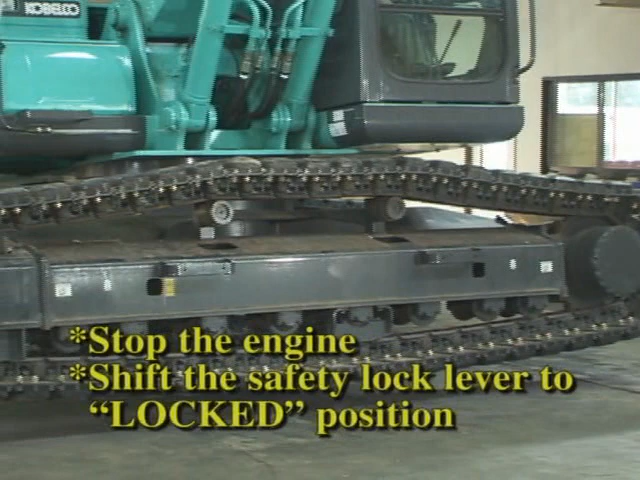 KOBELCO
*Stop the engine
*Shift the safety lock lever to
“LOCKED” position